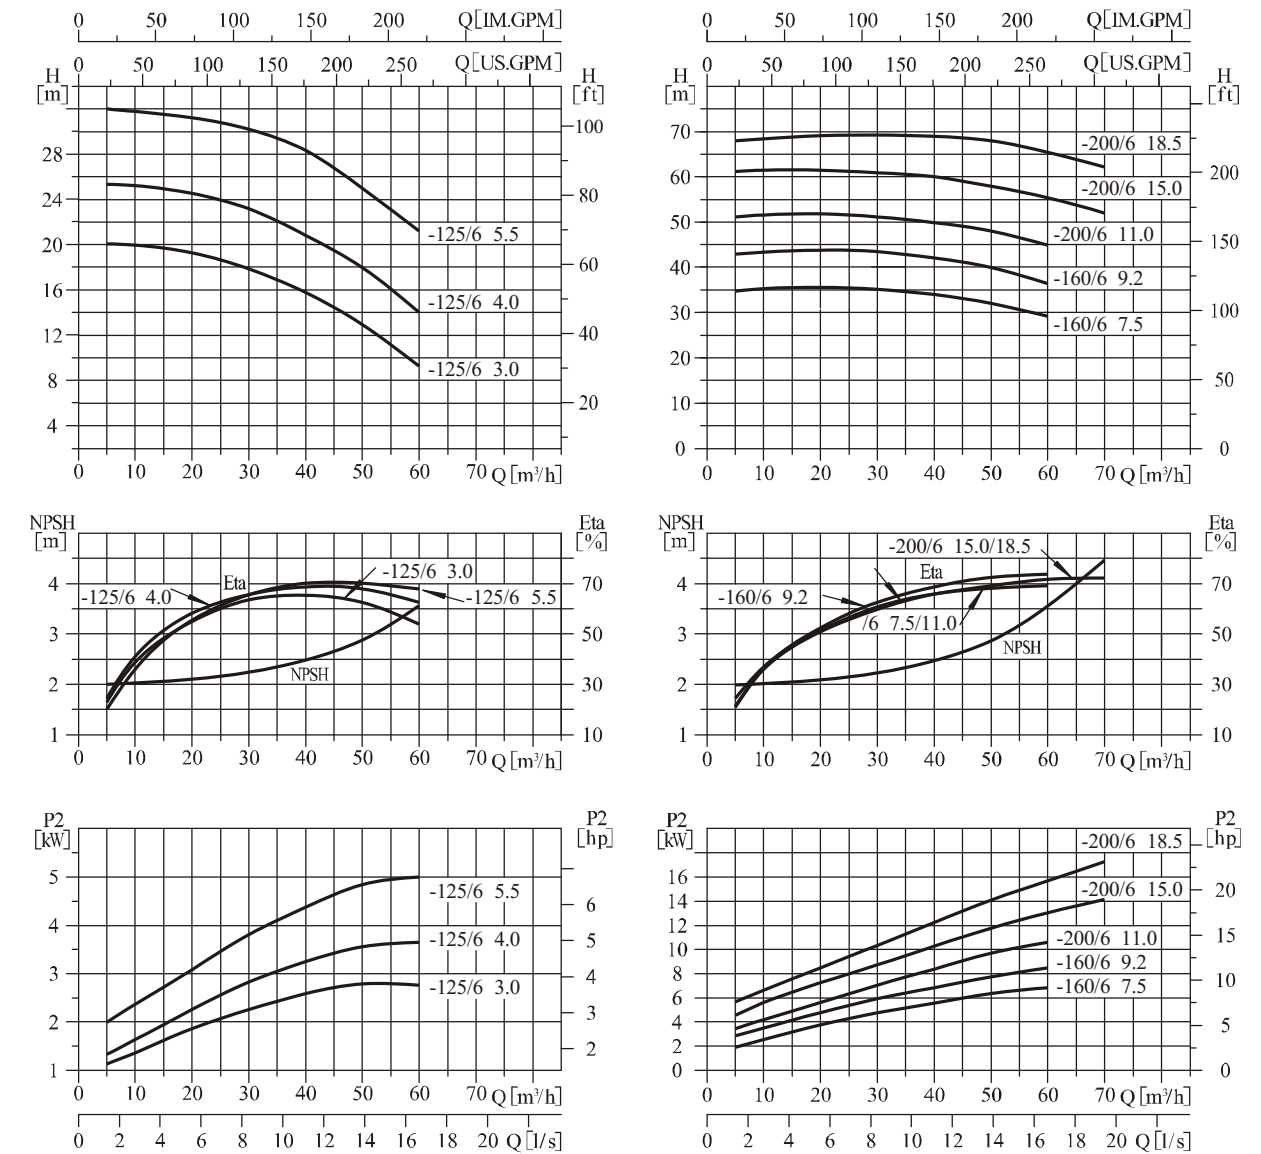 0 50 100 150 200 Q[IM.GPM]
0 50 100 150 200 250 Q[US.GPM]
H
[m]
H
[ft]
28
24
20
16
12
8
4
100
80
60
40
20
-125/6 5.5
-125/6 4.0
-125/6 3.0
0 10 20 30 40 50 60 70 Q[m³/h]
0 50 100 150 200 Q[IM.GPM]
0 50 100 150 200 250 Q[US.GPM]
H
[m]
H
[ft]
70
60
50
40
30
20
10
0
200
150
100
50
0
-200/6 18.5
-200/6 15.0
-200/6 11.0
-160/6 9.2
-160/6 7.5
0 10 20 30 40 50 60 70 Q[m³/h]
NPSH
[m]
Eta
[%]
4
3
2
1
70
50
30
10
-125/6 3.0
Eta
-125/6 4.0
-125/6 5.5
NPSH
0 10 20 30 40 50 60 70 Q[m³/h]
NPSH
[m]
Eta
[%]
4
3
2
1
70
50
30
10
-200/6 15.0/18.5
Eta
-160/6 9.2
/6 7.5/11.0
NPSH
0 10 20 30 40 50 60 70 Q[m³/h]
P2
[kW]
P2
[hp]
5
4
3
2
1
6
5
4
3
2
-125/6 5.5
-125/6 4.0
-125/6 3.0
0 10 20 30 40 50 60 70 Q[m³/h]
0 2 4 6 8 10 12 14 16 18 20 Q[l/s]
P2
[kW]
P2
[hp]
16
14
12
10
8
6
4
2
0
20
15
10
5
0
-200/6 18.5
-200/6 15.0
-200/6 11.0
-160/6 9.2
-160/6 7.5
0 10 20 30 40 50 60 70 Q[m³/h]
0 2 4 6 8 10 12 14 16 18 20 Q[l/s]